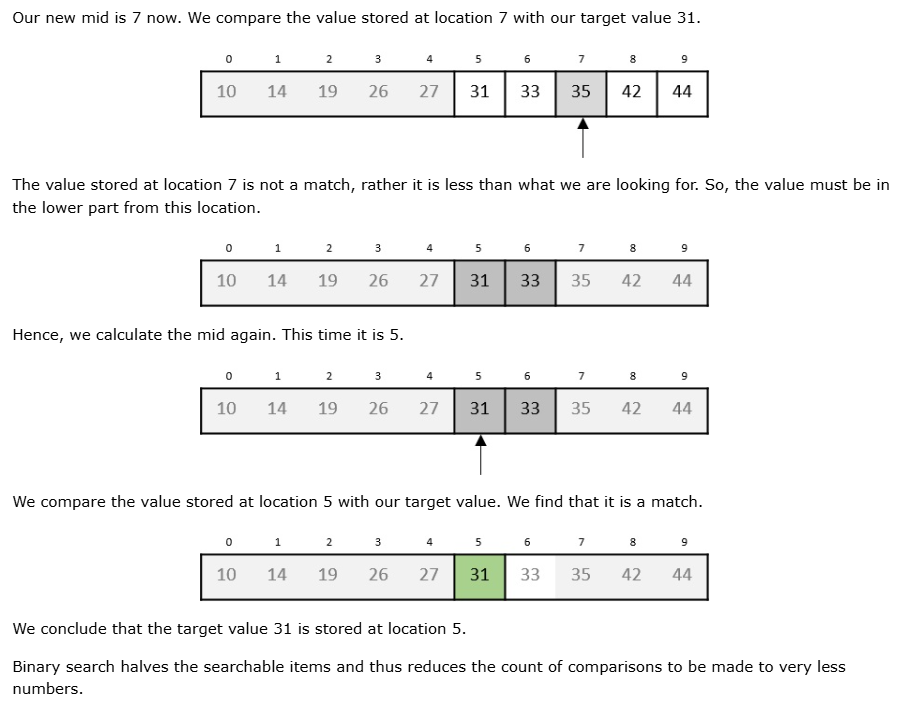 Our new mid is 7 now. We compare the value stored at location 7 with our target value 31.
0 1 2 3 4 5 6 7 8 9
10 14 19 26 27 31 33 35 42 44
The value stored at location 7 is not a match, rather it is less than what we are looking for. So, the value must be in
the lower part from this location.
0 1 2 3 4 5 6 7 8 9
10 14 19 26 27 31 33 35 42 44
Hence, we calculate the mid again. This time it is 5.
0 1 2 3 4 5 6 7 8 9
10 14 19 26 27 31 33 35 42 44
We compare the value stored at location 5 with our target value. We find that it is a match.
0 1 2 3 4 5 6 7 8 9
10 14 19 26 27 31 33 35 42 44
We conclude that the target value 31 is stored at location 5.
Binary search halves the searchable items and thus reduces the count of comparisons to be made to very less
numbers.